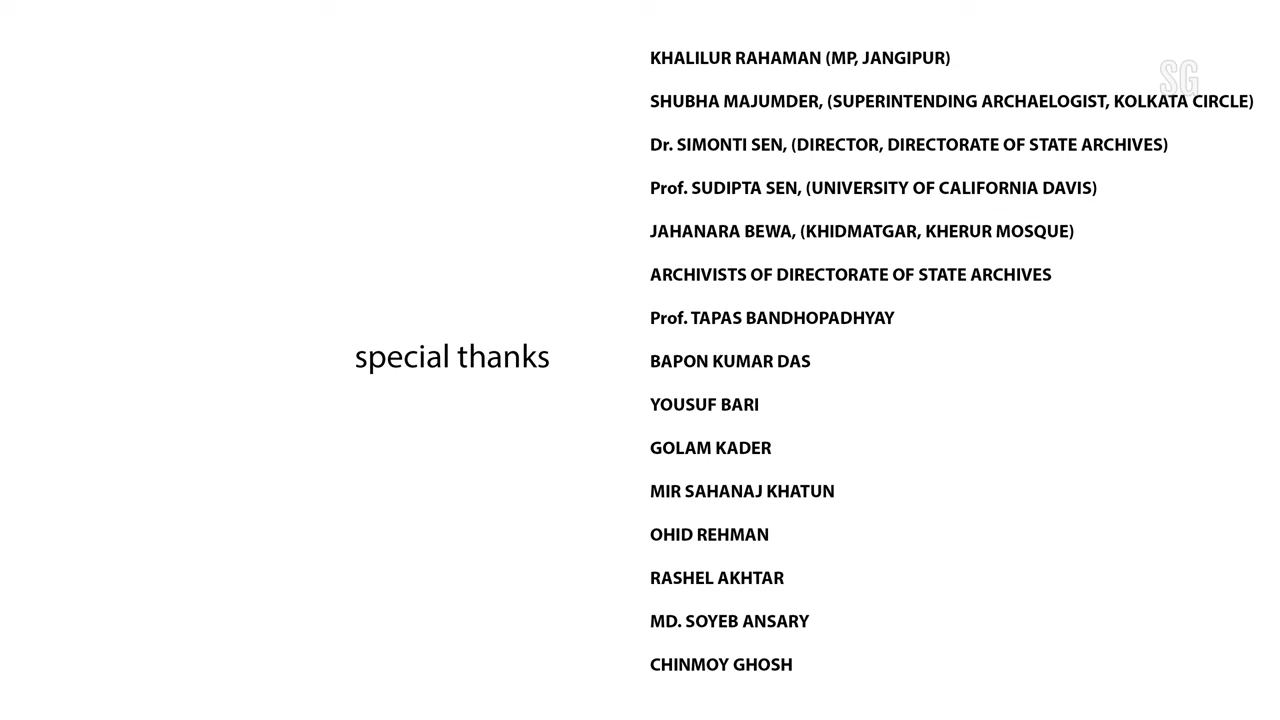 KHALILUR RAHAMAN (MP, JANGIPUR)
SG
SHUBHA MAJUMDER, (SUPERINTENDING ARCHAELOGIST, KOLKATA CIRCLE)
Dr. SIMONTI SEN, (DIRECTOR, DIRECTORATE OF STATE ARCHIVES)
Prof. SUDIPTA SEN, (UNIVERSITY OF CALIFORNIA DAVIS)
JAHANARA BEWA, (KHIDMATGAR, KHERUR MOSQUE)
ARCHIVISTS OF DIRECTORATE OF STATE ARCHIVES
Prof. TAPAS BANDHOPADHYAY
special thanks
BAPON KUMAR DAS
YOUSUF BARI
GOLAM KADER
MIR SAHANAJ KHATUN
OHID REHMAN
RASHEL AKHTAR
MD. SOYEB ANSARY
CHINMOY GHOSH